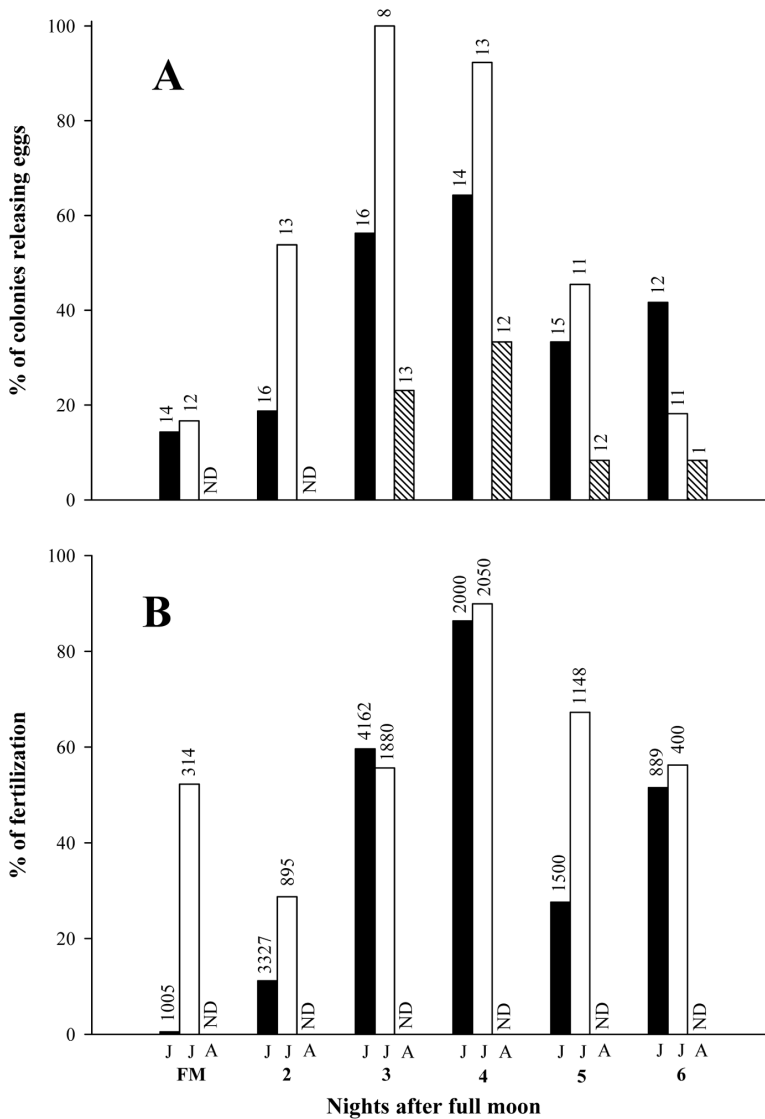 A
% of colonies releasing eggs
100
80
60
40
20
0
14 12 ND
16 13 ND
16 8 13
14 13 12
15 11 12
12 11 1
B
% of fertilization
100
80
60
40
20
0
1005 314 ND
3327 895 ND
4162 1880 ND
2000 2050 ND
1500 1148 ND
889 400 ND
J J A J J A J J A J J A J J A J J A
FM 2 3 4 5 6
Nights after full moon